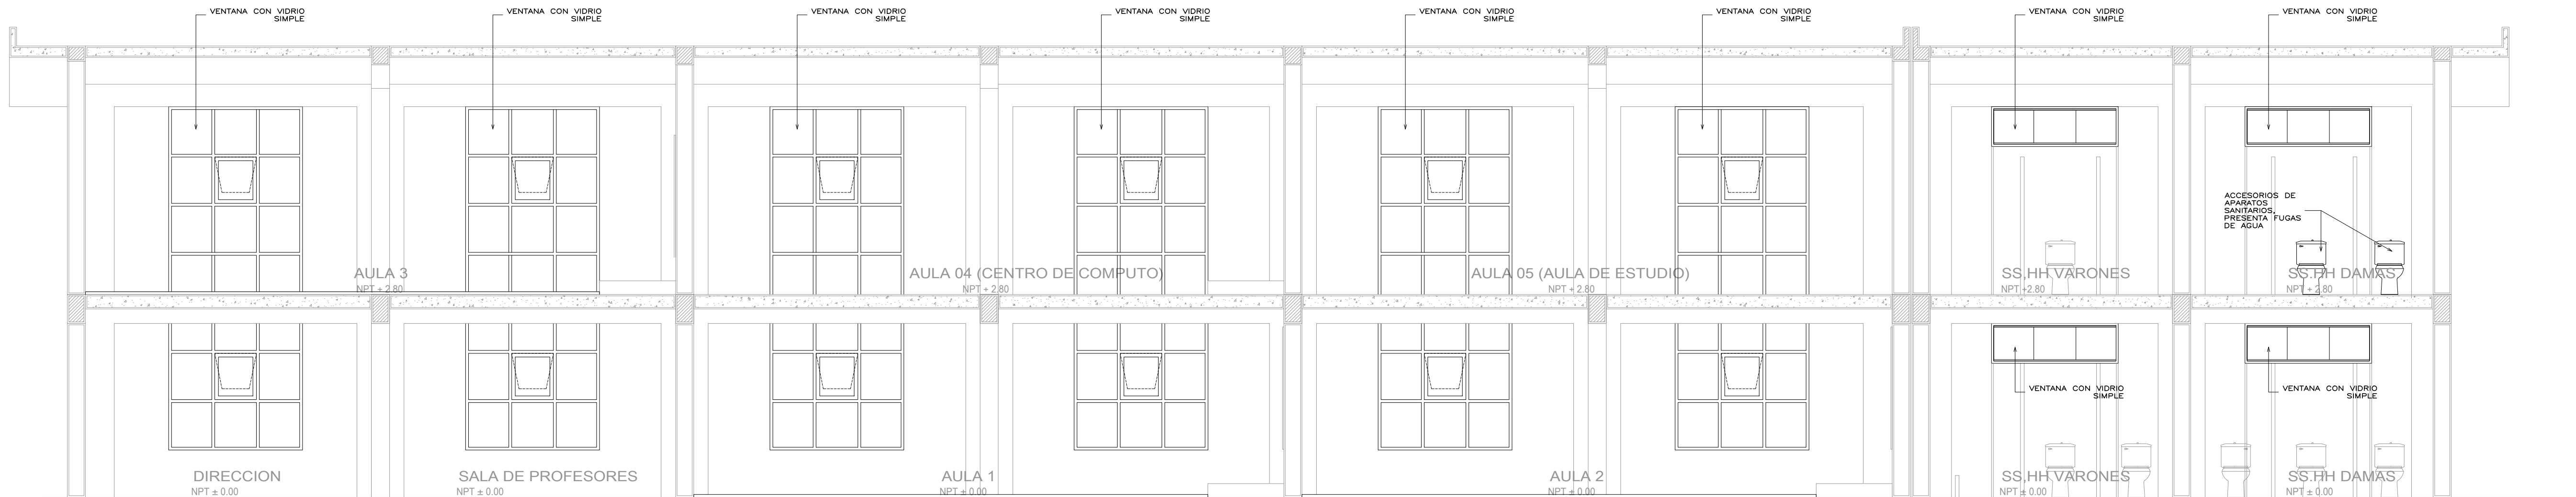 VENTANA CON VIDRIO
SIMPLE
VENTANA CON VIDRIO
SIMPLE
VENTANA CON VIDRIO
SIMPLE
VENTANA CON VIDRIO
SIMPLE
VENTANA CON VIDRIO
SIMPLE
VENTANA CON VIDRIO
SIMPLE
VENTANA CON VIDRIO
SIMPLE
VENTANA CON VIDRIO
SIMPLE
ACCESORIOS DE
APARATOS
SANITARIOS,
PRESENTA FUGAS
DE AGUA
AULA 3
NPT + 2.80
AULA 04 (CENTRO DE COMPUTO)
NPT + 2.80
AULA 05 (AULA DE ESTUDIO)
NPT + 2.80
SS.HH VARONES
NPT +2.80
SS.HH DAMAS
NPT + 2.80
VENTANA CON VIDRIO
SIMPLE
VENTANA CON VIDRIO
SIMPLE
DIRECCION
NPT ± 0.00
SALA DE PROFESORES
NPT ± 0.00
AULA 1
NPT ± 0.00
AULA 2
NPT ± 0.00
SS.HH VARONES
NPT ± 0.00
SS.HH DAMAS
NPT ± 0.00